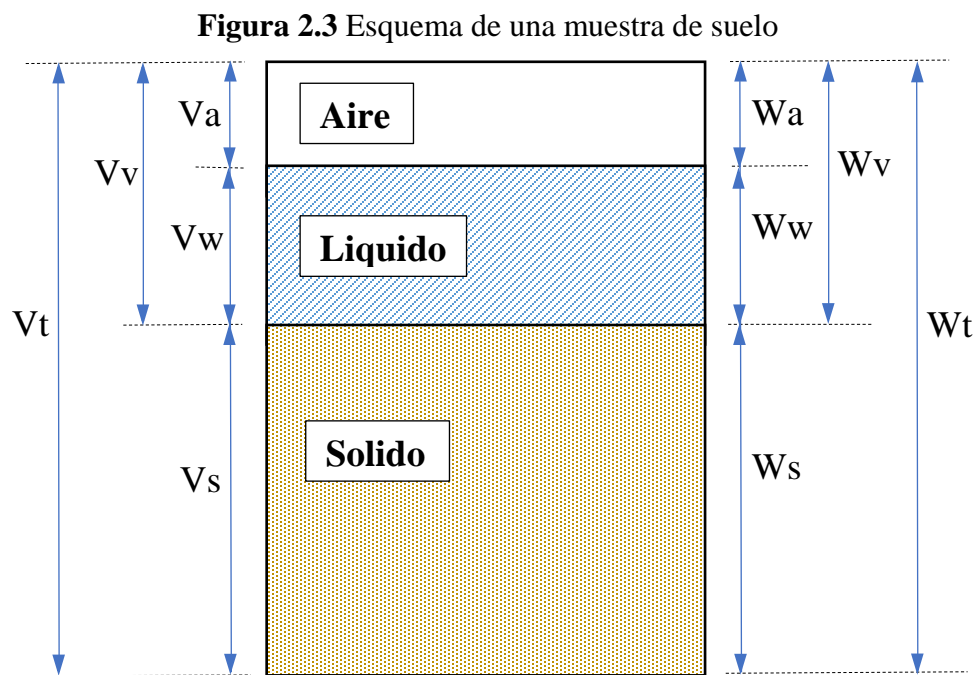 Figura 2.3 Esquema de una muestra de suelo
Va
Aire
Wa
Vv
Wv
Vw
Liquido
Ww
Vt
Wt
Vs
Solido
Ws